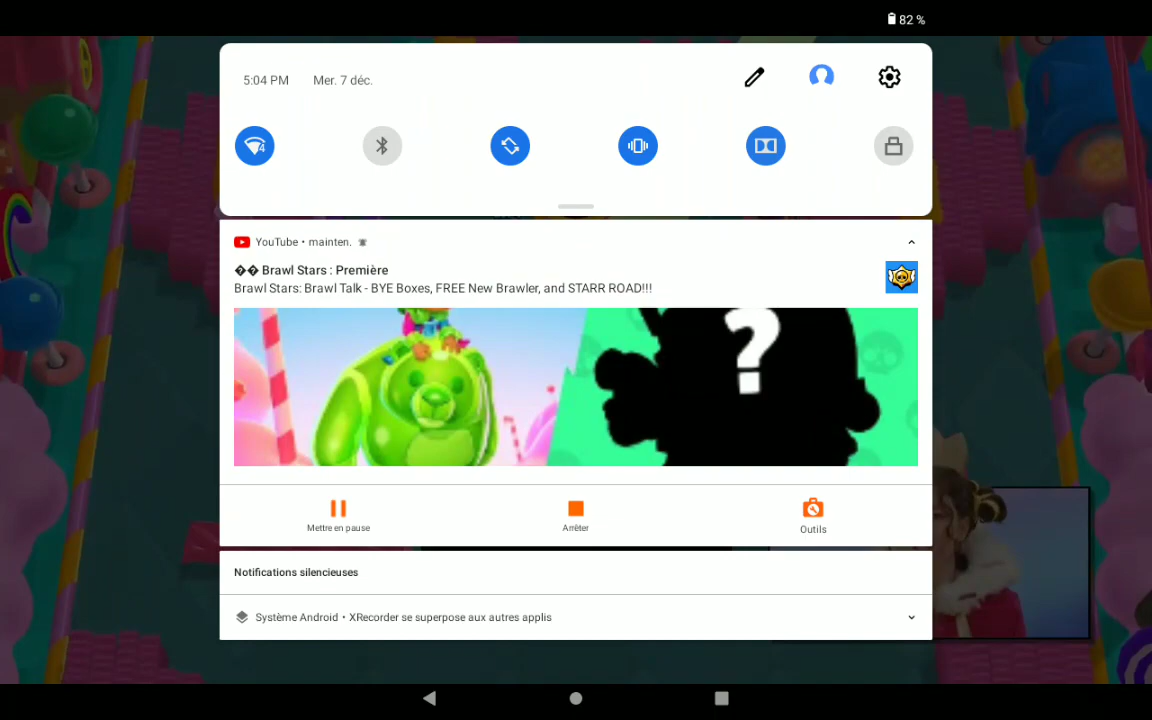 82 %
5:04 PM Mer. 7 déc.
YouTube • mainten.
�� Brawl Stars : Première
Brawl Stars: Brawl Talk - BYE Boxes, FREE New Brawler, and STARR ROAD!!!
?
Mettre en pause Arrêter Outils
Notifications silencieuses
Système Android • XRecorder se superpose aux autres applis